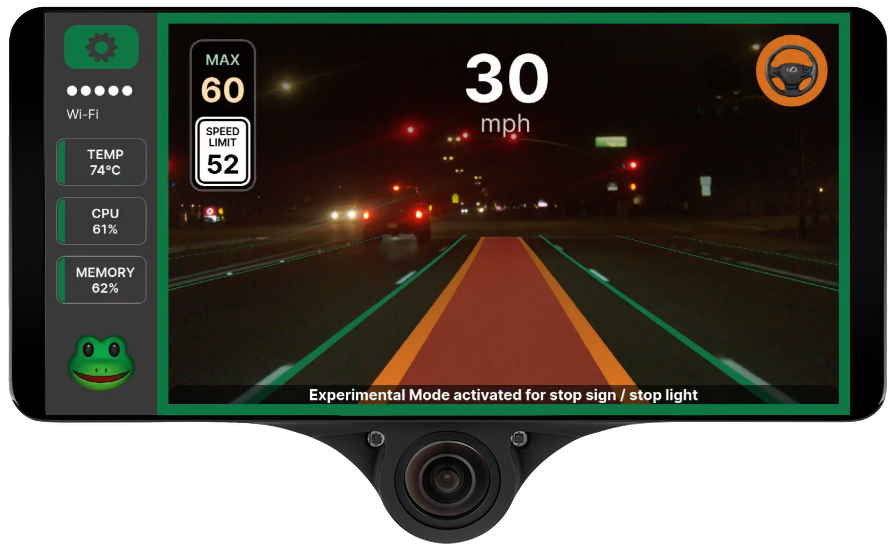 Wi-Fi
TEMP
74°C
CPU
61%
MEMORY
62%
MAX
60
SPEED
LIMIT
52
30
mph
Experimental Mode activated for stop sign / stop light